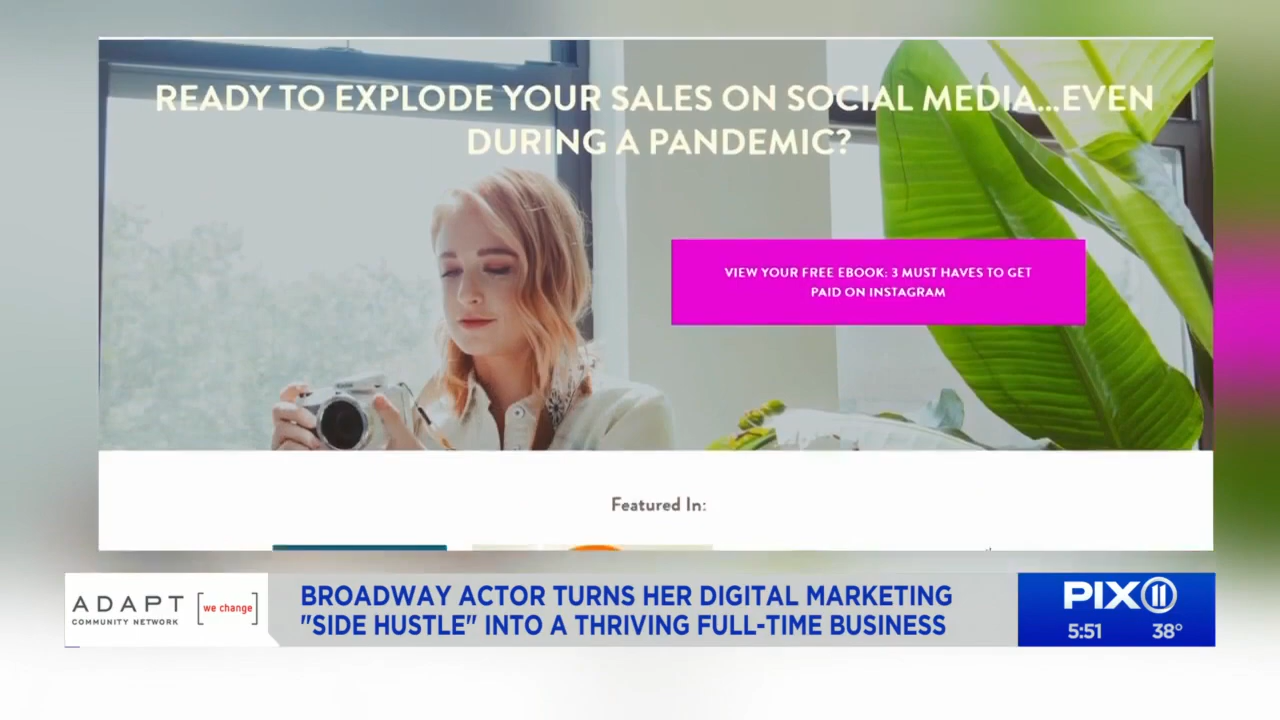 READY TO EXPLODE YOUR SALES ON SOCIAL MEDIA...EVEN
DURING A PANDEMIC?
VIEW YOUR FREE EBOOK: 3 MUST HAVES TO GET
PAID ON INSTAGRAM
Featured In:
ADAPT
COMMUNITY NETWORK
[we change]
BROADWAY ACTOR TURNS HER DIGITAL MARKETING
"SIDE HUSTLE" INTO A THRIVING FULL-TIME BUSINESS
PIX11
5:51 38°